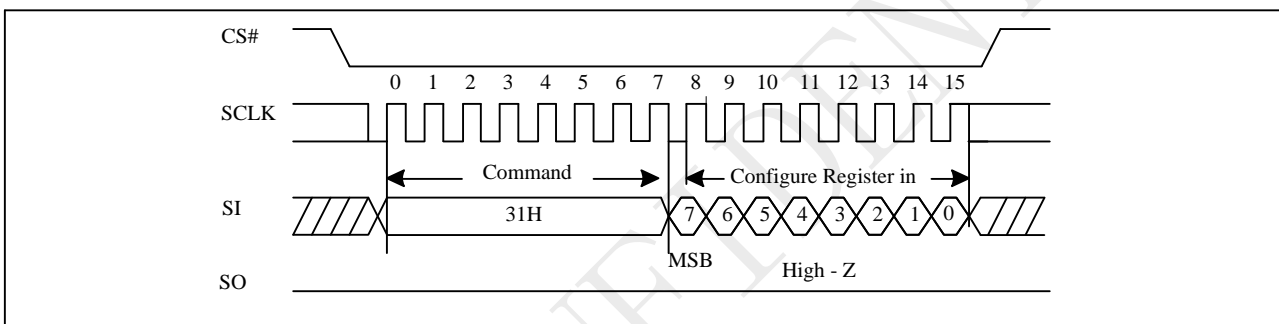 CS#
0 1 2 3 4 5 6 7 8 9 10 11 12 13 14 15
SCLK
Command
Configure Register in
SI
31H
7 6 5 4 3 2 1 0
MSB
High - Z
SO